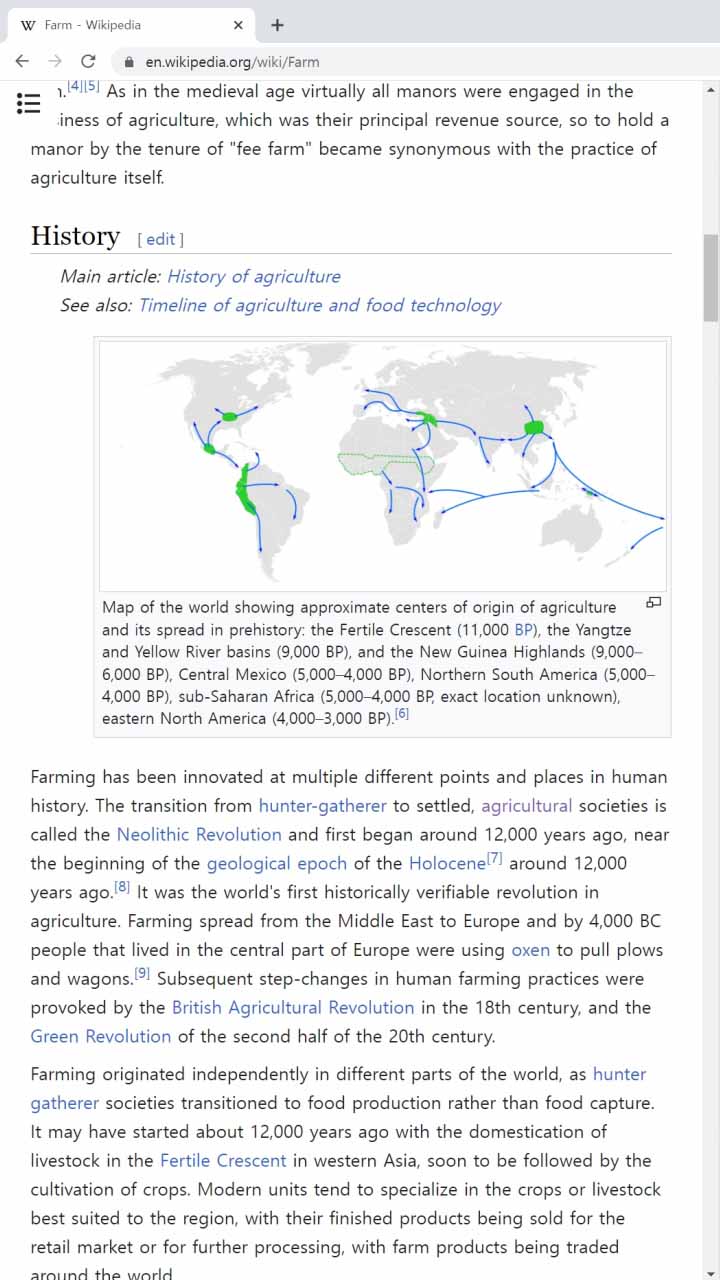 Farm - Wikipedia
en.wikipedia.org/wiki/Farm
[4][5] As in the medieval age virtually all manors were engaged in the
of agriculture, which was their principal revenue source, so to hold a
manor by the tenure of "fee farm" became synonymous with the practice of
agriculture itself.
History [ edit ]
Main article: History of agriculture
See also: Timeline of agriculture and food technology
Map of the world showing approximate centers of origin of agriculture
and its spread in prehistory: the Fertile Crescent (11,000 BP), the Yangtze
and Yellow River basins (9,000 BP), and the New Guinea Highlands (9,000–
6,000 BP), Central Mexico (5,000–4,000 BP), Northern South America (5,000–
4,000 BP), sub-Saharan Africa (5,000–4,000 BP, exact location unknown),
eastern North America (4,000–3,000 BP).[6]
Farming has been innovated at multiple different points and places in human
history. The transition from hunter-gatherer to settled, agricultural societies is
called the Neolithic Revolution and first began around 12,000 years ago, near
the beginning of the geological epoch of the Holocene[7] around 12,000
years ago.[8] It was the world's first historically verifiable revolution in
agriculture. Farming spread from the Middle East to Europe and by 4,000 BC
people that lived in the central part of Europe were using oxen to pull plows
and wagons.[9] Subsequent step-changes in human farming practices were
provoked by the British Agricultural Revolution in the 18th century, and the
Green Revolution of the second half of the 20th century.
Farming originated independently in different parts of the world, as hunter
gatherer societies transitioned to food production rather than food capture.
It may have started about 12,000 years ago with the domestication of
livestock in the Fertile Crescent in western Asia, soon to be followed by the
cultivation of crops. Modern units tend to specialize in the crops or livestock
best suited to the region, with their finished products being sold for the
retail market or for further processing, with farm products being traded
around the world